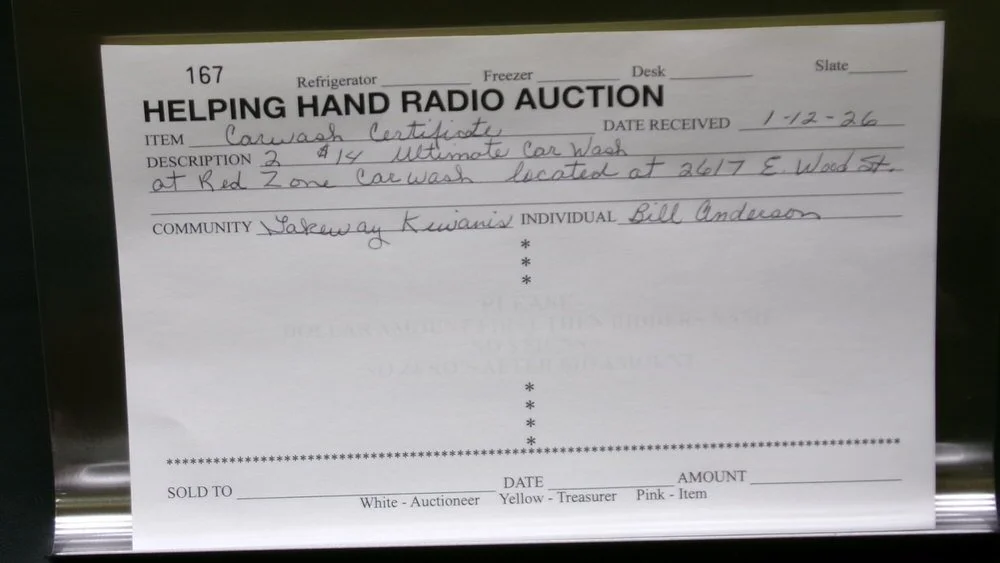 167 Refrigerator Freezer Desk Slate
HELPING HAND RADIO AUCTION
ITEM Carwash Certificate DATE RECEIVED 1-12-26
DESCRIPTION 2 $14 Ultimate Car Wash
at Red Zone Carwash located at 2617 E. Wood St.
COMMUNITY Kiwanis INDIVIDUAL Bill Anderson
*
*
*
*
*
*
*
SOLD TO DATE AMOUNT
White - Auctioneer Yellow - Treasurer Pink - Item